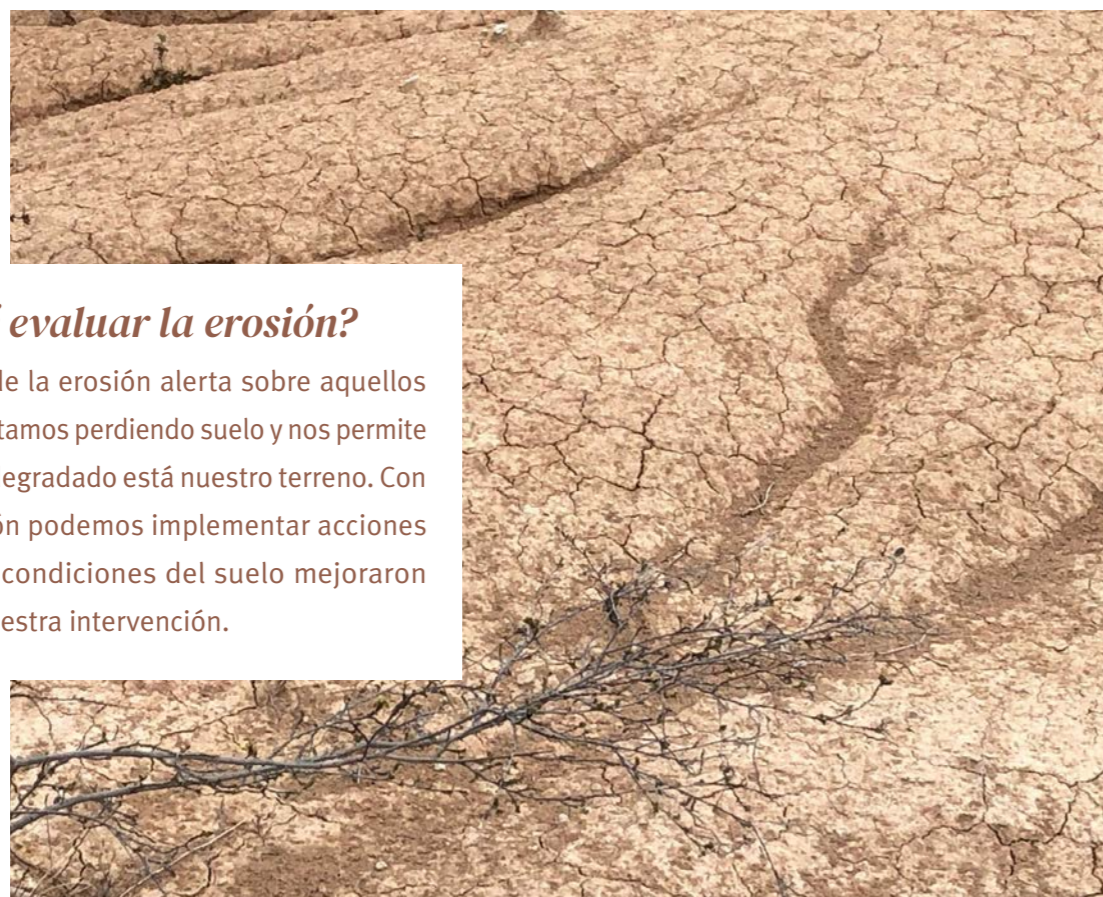 evaluar la erosión?
de la erosión alerta sobre aquellos
tamos perdiendo suelo y nos permite
egradado está nuestro terreno. Con
ón podemos implementar acciones
condiciones del suelo mejoraron
estra intervención.